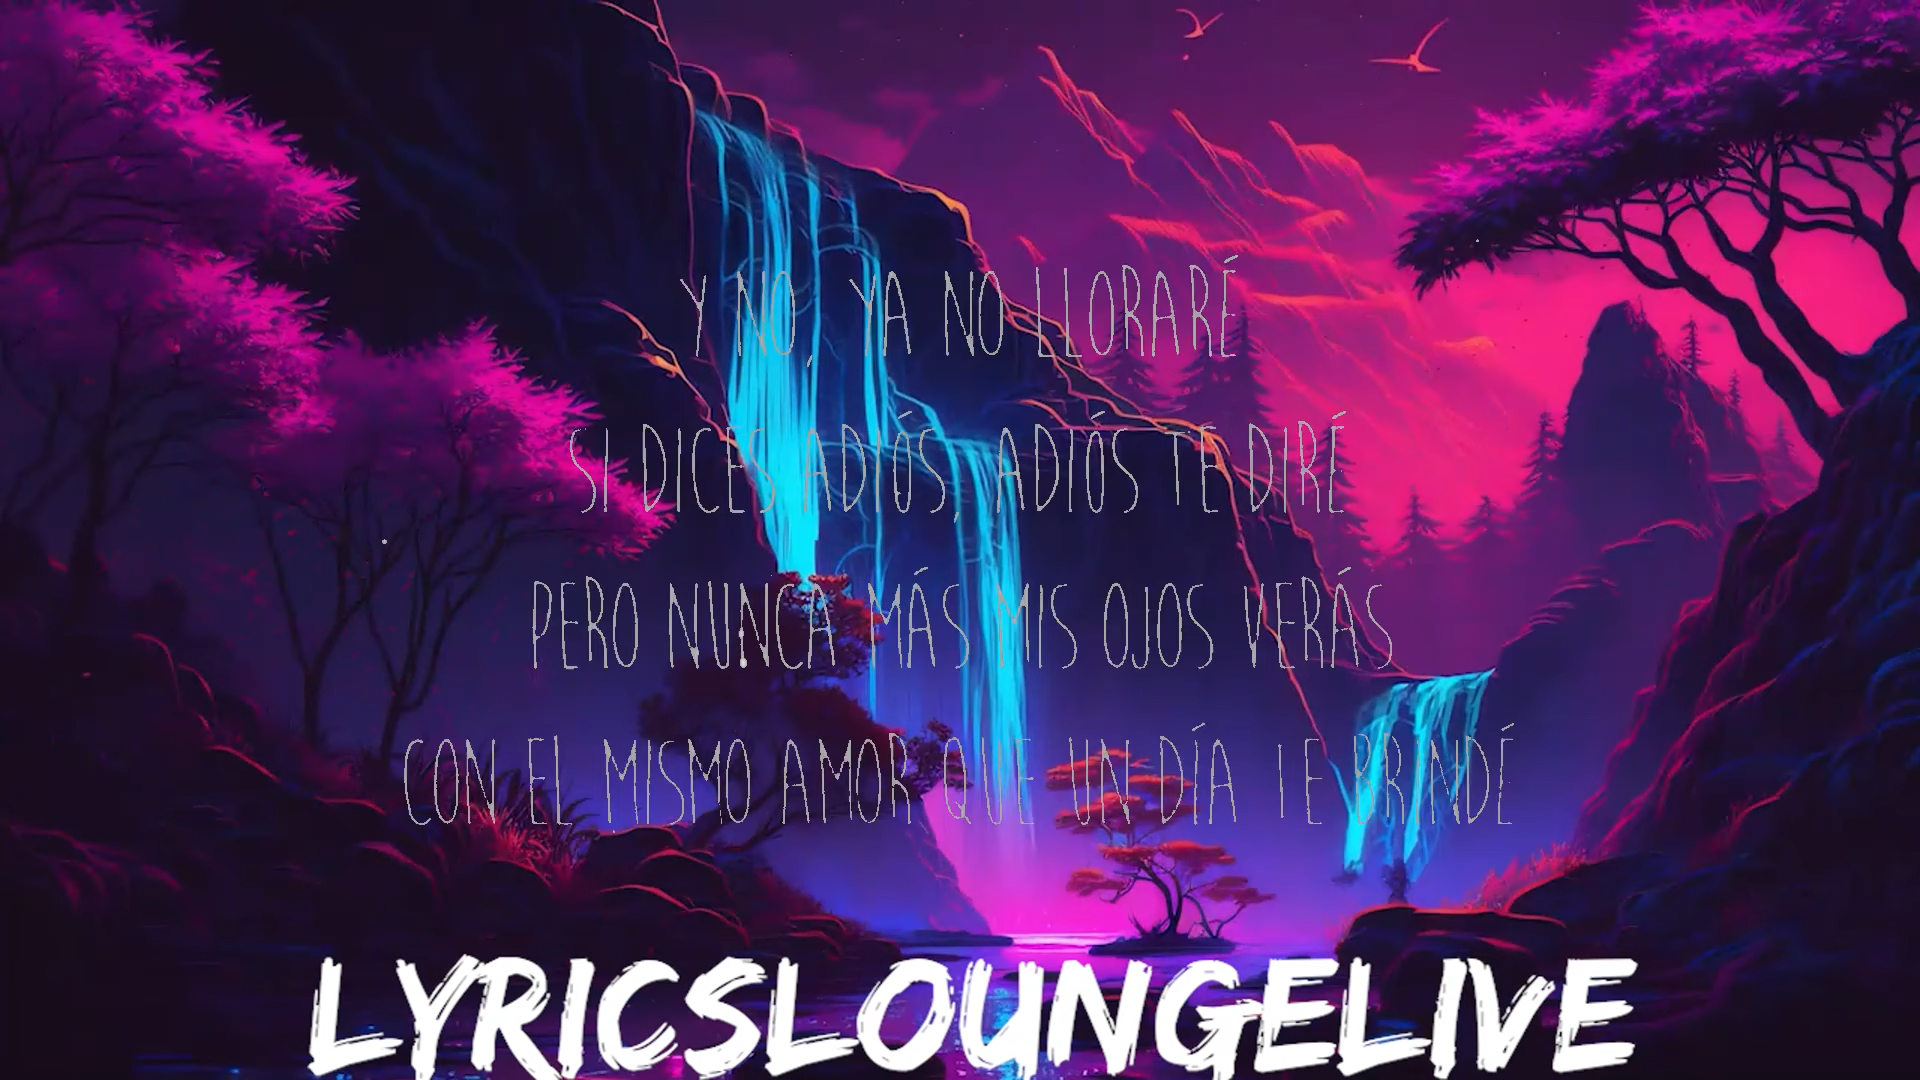 Y NO, YA NO LLORARÉ
SI DICES ADIÓS, ADIÓS TE DIRÉ
PERO NUNCA MÁS MIS OJOS VERÁS
CON EL MISMO AMOR QUE UN DÍA TE BRINDÉ
LYRICSLOUNGELIVE